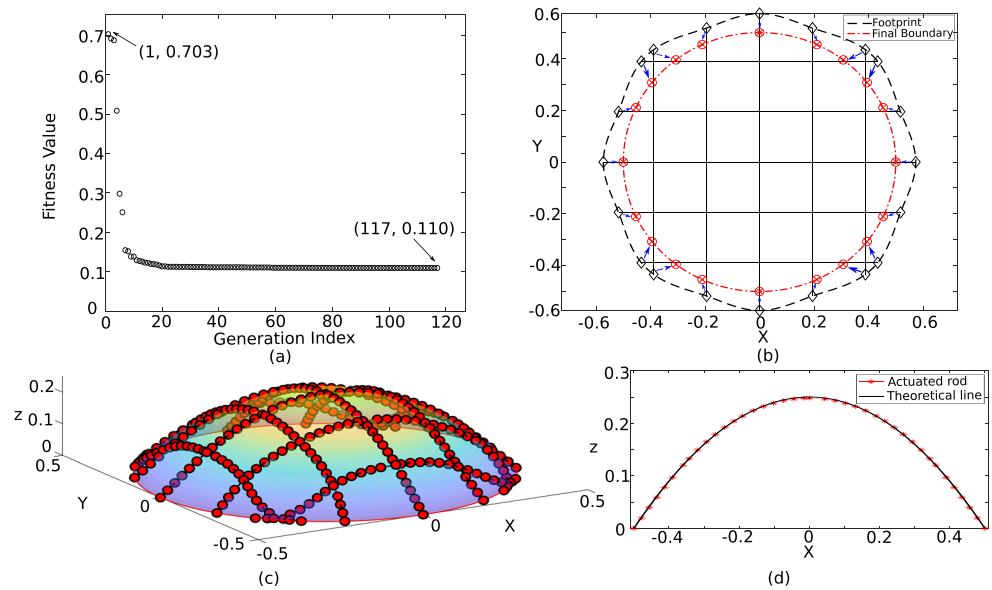 0.7
0.6
0.5
0.4
0.3
0.2
0.1
0
Fitness Value
(1, 0.703)
(117, 0.110)
0 20 40 60 80 100 120
Generation Index
(a)
0.6
0.4
0.2
0
-0.2
-0.4
-0.6
Y
Footprint
Final Boundary
-0.6 -0.4 -0.2 0 0.2 0.4 0.6
X
(b)
0.2
0.1
0
z
0.5
0
-0.5
Y
-0.5
0
0.5
X
(c)
0.3
0.2
0.1
0
z
Actuated rod
Theoretical line
-0.4 -0.2 0 0.2 0.4
X
(d)